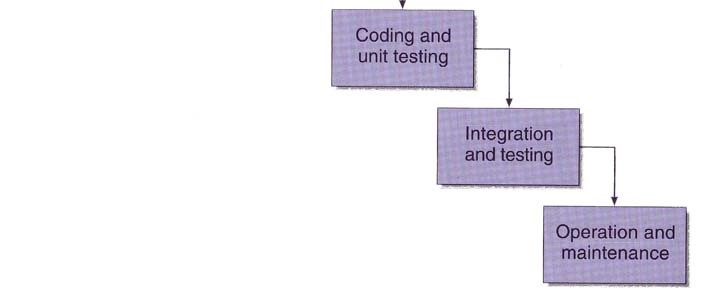 Coding and
unit testing
Integration
and testing
Operation and
maintenance